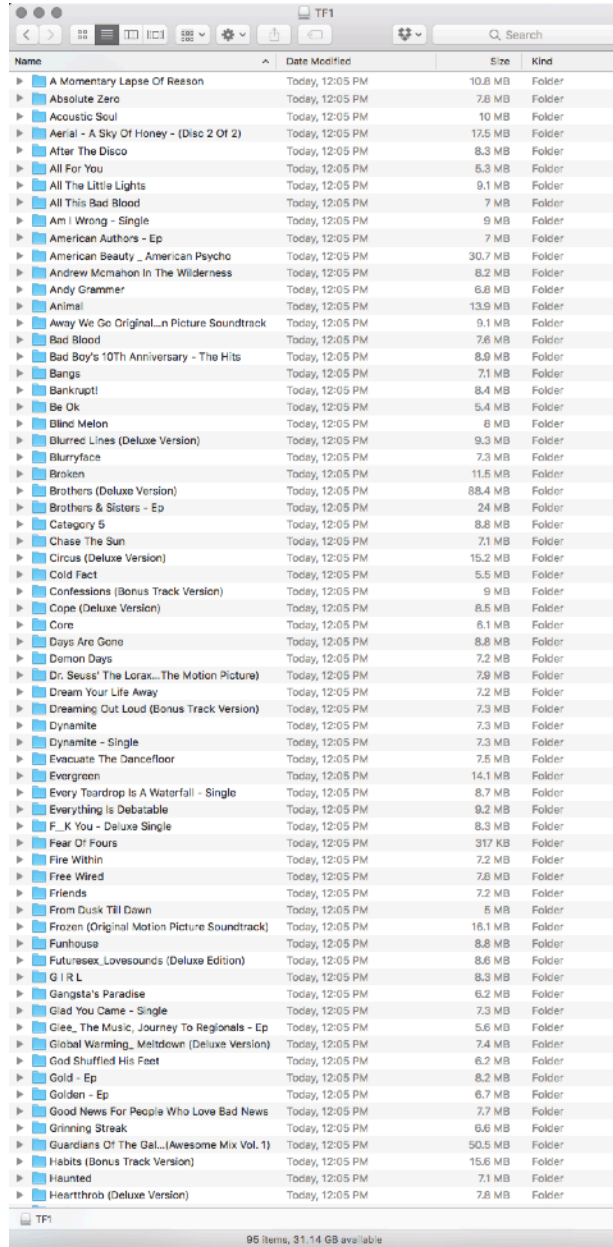 TF1
Search
Name Date Modified Size Kind
A Momentary Lapse Of Reason Today, 12:05 PM 10.8 MB Folder
Absolute Zero Today, 12:05 PM 7.8 MB Folder
Acoustic Soul Today, 12:05 PM 10 MB Folder
Aerial - A Sky Of Honey - (Disc 2 Of 2) Today, 12:05 PM 17.5 MB Folder
After The Disco Today, 12:05 PM 8.3 MB Folder
All For You Today, 12:05 PM 5.3 MB Folder
All The Little Lights Today, 12:05 PM 9.1 MB Folder
All This Bad Blood Today, 12:05 PM 7 MB Folder
Am I Wrong - Single Today, 12:05 PM 9 MB Folder
American Authors - Ep Today, 12:05 PM 7 MB Folder
American Beauty _ American Psycho Today, 12:05 PM 30.7 MB Folder
Andrew Mcmahon In The Wilderness Today, 12:05 PM 8.2 MB Folder
Andy Grammer Today, 12:05 PM 6.8 MB Folder
Animal Today, 12:05 PM 13.9 MB Folder
Away We Go Original...n Picture Soundtrack Today, 12:05 PM 9.1 MB Folder
Bad Blood Today, 12:05 PM 7.6 MB Folder
Bad Boy's 10Th Anniversary - The Hits Today, 12:05 PM 8.9 MB Folder
Bangs Today, 12:05 PM 7.1 MB Folder
Bankrupt! Today, 12:05 PM 8.4 MB Folder
Be Ok Today, 12:05 PM 5.4 MB Folder
Blind Melon Today, 12:05 PM 8 MB Folder
Blurred Lines (Deluxe Version) Today, 12:05 PM 9.3 MB Folder
Blurryface Today, 12:05 PM 7.3 MB Folder
Broken Today, 12:05 PM 11.5 MB Folder
Brothers (Deluxe Version) Today, 12:05 PM 88.4 MB Folder
Brothers & Sisters - Ep Today, 12:05 PM 24 MB Folder
Category 5 Today, 12:05 PM 8.8 MB Folder
Chase The Sun Today, 12:05 PM 7.1 MB Folder
Circus (Deluxe Version) Today, 12:05 PM 15.2 MB Folder
Cold Fact Today, 12:05 PM 5.5 MB Folder
Confessions (Bonus Track Version) Today, 12:05 PM 9 MB Folder
Cope (Deluxe Version) Today, 12:05 PM 8.5 MB Folder
Core Today, 12:05 PM 6.1 MB Folder
Days Are Gone Today, 12:05 PM 8.8 MB Folder
Demon Days Today, 12:05 PM 7.2 MB Folder
Dr. Seuss' The Lorax...The Motion Picture) Today, 12:05 PM 7.9 MB Folder
Dream Your Life Away Today, 12:05 PM 7.2 MB Folder
Dreaming Out Loud (Bonus Track Version) Today, 12:05 PM 7.3 MB Folder
Dynamite Today, 12:05 PM 7.3 MB Folder
Dynamite - Single Today, 12:05 PM 7.3 MB Folder
Evacuate The Dancefloor Today, 12:05 PM 7.5 MB Folder
Evergreen Today, 12:05 PM 14.1 MB Folder
Every Teardrop Is A Waterfall - Single Today, 12:05 PM 8.7 MB Folder
Everything Is Debatable Today, 12:05 PM 9.2 MB Folder
F__K You - Deluxe Single Today, 12:05 PM 8.3 MB Folder
Fear Of Fours Today, 12:05 PM 317 KB Folder
Fire Within Today, 12:05 PM 7.2 MB Folder
Free Wired Today, 12:05 PM 7.8 MB Folder
Friends Today, 12:05 PM 7.2 MB Folder
From Dusk Till Dawn Today, 12:05 PM 5 MB Folder
Frozen (Original Motion Picture Soundtrack) Today, 12:05 PM 16.1 MB Folder
Funhouse Today, 12:05 PM 8.8 MB Folder
Futuresex_Lovesounds (Deluxe Edition) Today, 12:05 PM 8.6 MB Folder
G I R L Today, 12:05 PM 8.3 MB Folder
Gangsta's Paradise Today, 12:05 PM 6.2 MB Folder
Glad You Came - Single Today, 12:05 PM 7.3 MB Folder
Glee_ The Music, Journey To Regionals - Ep Today, 12:05 PM 5.6 MB Folder
Global Warming_ Meltdown (Deluxe Version) Today, 12:05 PM 7.4 MB Folder
God Shuffled His Feet Today, 12:05 PM 6.2 MB Folder
Gold - Ep Today, 12:05 PM 8.2 MB Folder
Golden - Ep Today, 12:05 PM 6.7 MB Folder
Good News For People Who Love Bad News Today, 12:05 PM 7.7 MB Folder
Grinning Streak Today, 12:05 PM 6.6 MB Folder
Guardians Of The Gal...(Awesome Mix Vol. 1) Today, 12:05 PM 50.5 MB Folder
Habits (Bonus Track Version) Today, 12:05 PM 15.6 MB Folder
Haunted Today, 12:05 PM 7.1 MB Folder
Heartthrob (Deluxe Version) Today, 12:05 PM 7.8 MB Folder
TF1
95 items, 31.14 GB available